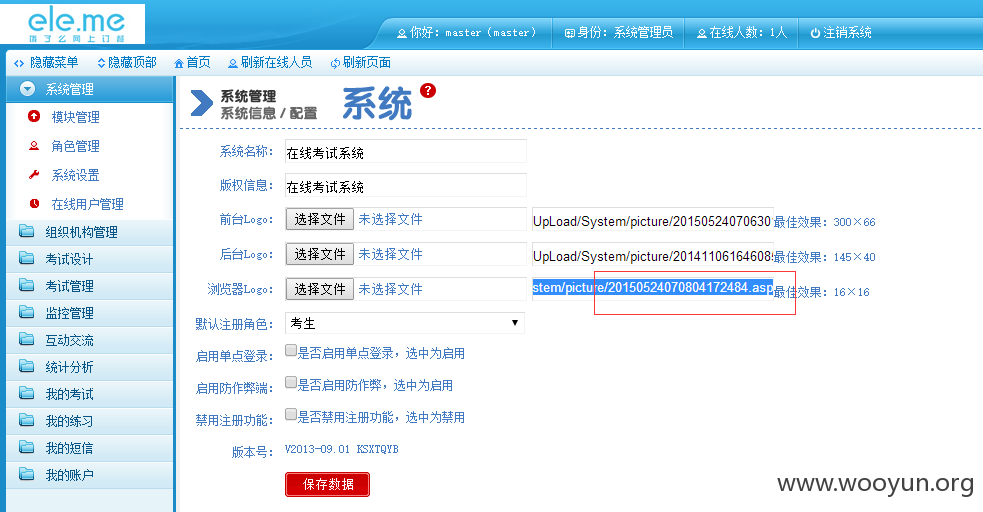 ele.me
饿了么网上订餐
你好：master（master）
身份：系统管理员
在线人数：1人
注销系统
隐藏菜单
隐藏顶部
首页
刷新在线人员
刷新页面
系统管理
模块管理
角色管理
系统设置
在线用户管理
组织机构管理
考试设计
考试管理
监控管理
互动交流
统计分析
我的考试
我的练习
我的短信
我的账户
系统管理
系统信息 / 配置
系统
?
系统名称：
在线考试系统
版权信息：
在线考试系统
前台Logo：
选择文件 未选择文件
UpLoad/System/picture/20150524070630
最佳效果：300×66
后台Logo：
选择文件 未选择文件
UpLoad/System/picture/2014110616460
最佳效果：145×40
浏览器Logo：
选择文件 未选择文件
stem/picture/20150524070804172484.asp
最佳效果：16×16
默认注册角色：
考生
启用单点登录：
是否启用单点登录，选中为启用
启用防作弊端：
是否启用防作弊，选中为启用
禁用注册功能：
是否禁用注册功能，选中为禁用
版本号：
V2013-09.01 KSXTQYB
保存数据
www.wooyun.org